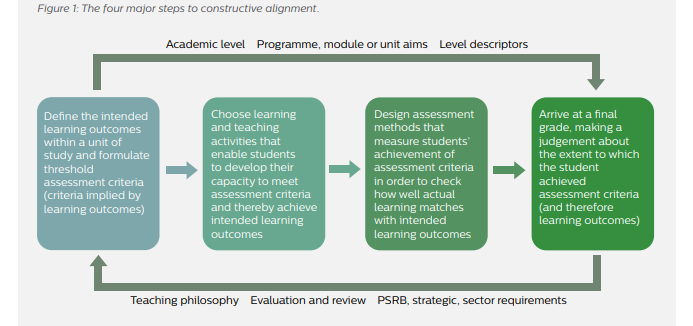 Figure 1: The four major steps to constructive alignment.
Academic level Programme, module or unit aims Level descriptors
Define the intended
learning outcomes
within a unit of
study and formulate
threshold
assessment criteria
(criteria implied by
learning outcomes)
Choose learning
and teaching
activities that
enable students
to develop their
capacity to meet
assessment criteria
and thereby achieve
intended learning
outcomes
Design assessment
methods that
measure students'
achievement of
assessment criteria
in order to check
how well actual
learning matches
with intended
learning outcomes
Arrive at a final
grade, making a
judgement about
the extent to which
the student
achieved
assessment criteria
(and therefore
learning outcomes)
Teaching philosophy Evaluation and review PSRB, strategic, sector requirements